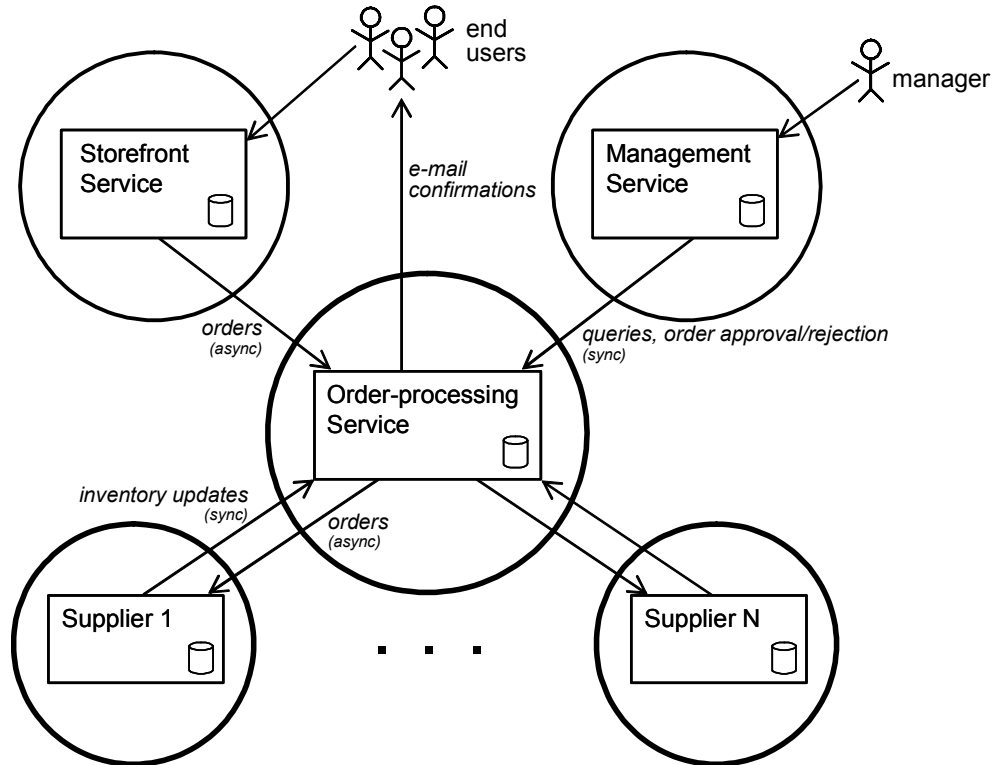 end
users
manager
Storefront
Service
Management
Service
e-mail
confirmations
orders
(async)
queries, order approval/rejection
(sync)
Order-processing
Service
inventory updates
(sync)
orders
(async)
Supplier 1
Supplier N
. . .